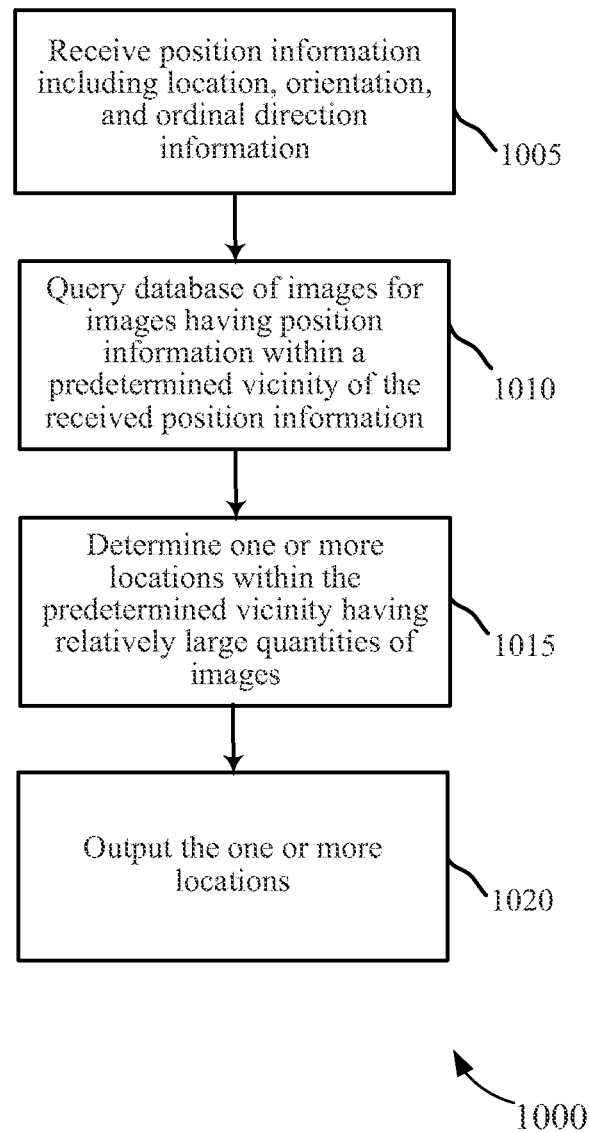 Receive position information
including location, orientation,
and ordinal direction
information
1005
Query database of images for
images having position
information within a
predetermined vicinity of the
received position information
1010
Determine one or more
locations within the
predetermined vicinity having
relatively large quantities of
images
1015
Output the one or more
locations
1020
1000